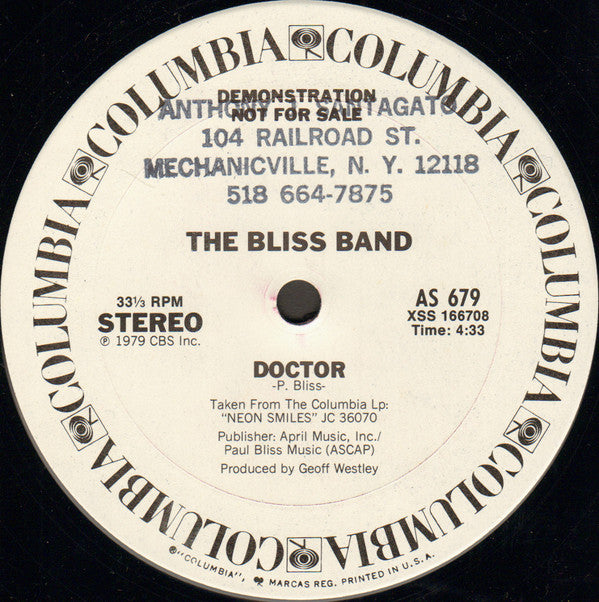 COLUMBIA COLUMBIA COLUMBIA COLUMBIA COLUMBIA COLUMBIA COLUMBIA COLUMBIA
DEMONSTRATION
ANTHONY J. SANTAGATO
NOT FOR SALE
104 RAILROAD ST.
MECHANICVILLE, N. Y. 12118
518 664-7875
THE BLISS BAND
33⅓ RPM
STEREO
℗ 1979 CBS Inc.
AS 679
XSS 166708
Time: 4:33
DOCTOR
-P. Bliss-
Taken From The Columbia Lp:
"NEON SMILES" JC 36070
Publisher: April Music, Inc./
Paul Bliss Music (ASCAP)
Produced by Geoff Westley
®"COLUMBIA", MARCAS REG. PRINTED IN U.S.A.